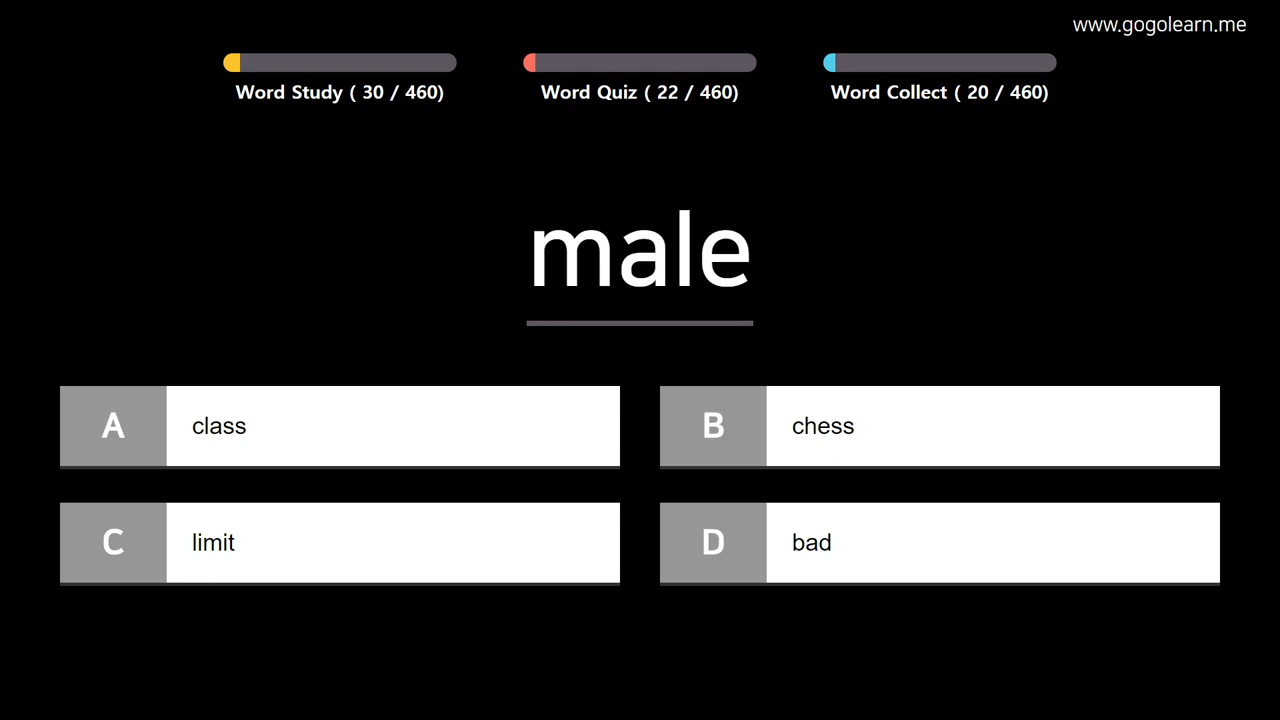 www.gogolearn.me
Word Study ( 30 / 460)
Word Quiz ( 22 / 460)
Word Collect ( 20 / 460)
male
A class
B chess
C limit
D bad